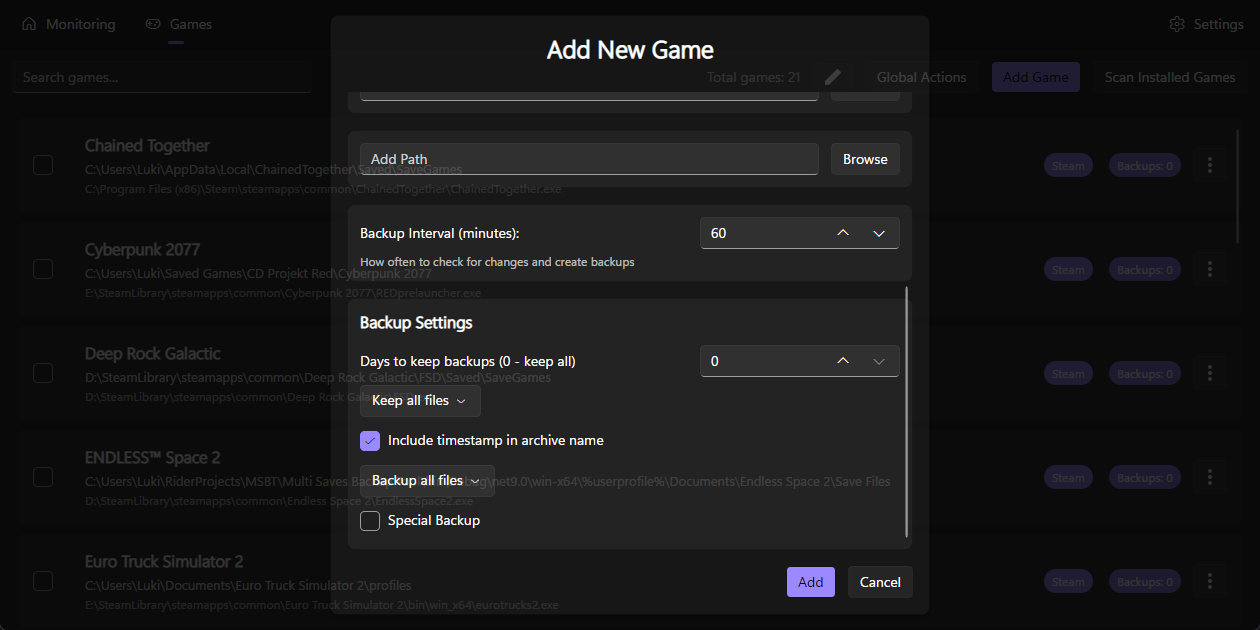 Monitoring
Games
Settings
Add New Game
Search games...
Total games: 21
Global Actions
Add Game
Scan Installed Games
Chained Together
C:\Users\Luki\AppData\Local\ChainedTogether\Saved\SaveGames
C:\Program Files (x86)\Steam\steamapps\common\ChainedTogether\ChainedTogether.exe
Steam
Backups: 0
Add Path
Browse
Cyberpunk 2077
C:\Users\Luki\Saved Games\CD Projekt Red\Cyberpunk 2077
E:\SteamLibrary\steamapps\common\Cyberpunk 2077\REDprelauncher.exe
Steam
Backups: 0
Backup Interval (minutes):
60
How often to check for changes and create backups
Backup Settings
Deep Rock Galactic
D:\SteamLibrary\steamapps\common\Deep Rock Galactic\FSD\Saved\SaveGames
D:\SteamLibrary\steamapps\common\Deep Rock
Steam
Backups: 0
Days to keep backups (0 - keep all)
0
Keep all files
Include timestamp in archive name
ENDLESS™ Space 2
C:\Users\Luki\RiderProjects\MSBT\Multi Saves
\net9.0\win-x64\%userprofile%\Documents\Endless Space 2\Save Files
E:\SteamLibrary\steamapps\common\Endless Space 2\EndlessSpace2.exe
Steam
Backups: 0
Backup all files
Special Backup
Euro Truck Simulator 2
C:\Users\Luki\Documents\Euro Truck Simulator 2\profiles
E:\SteamLibrary\steamapps\common\Euro Truck Simulator 2\bin\win_x64\eurotrucks2.exe
Steam
Backups: 0
Add
Cancel